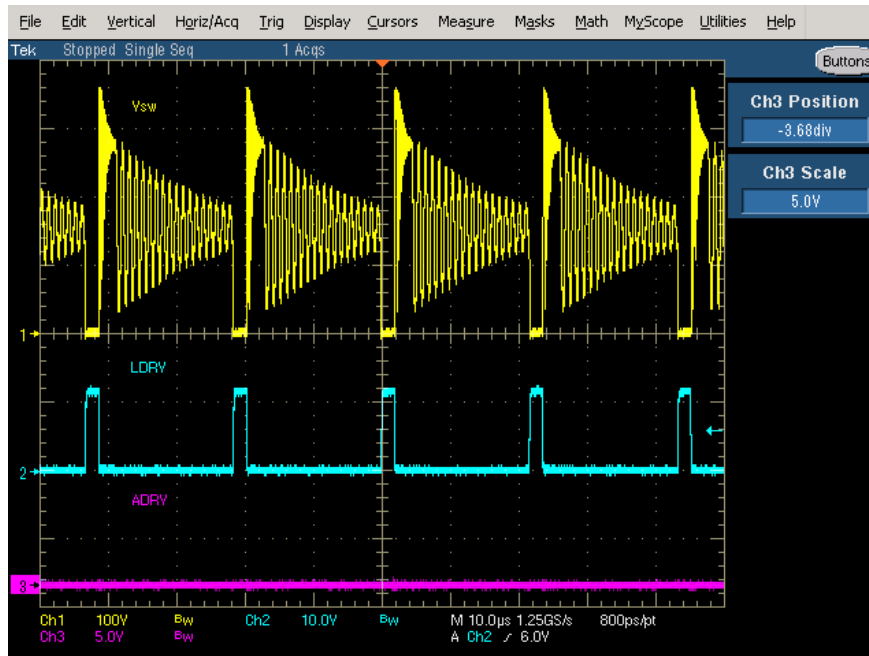 File Edit Vertical Horiz/Acq Trig Display Cursors Measure Masks Math MyScope Utilities Help
Tek Stopped Single Seq 1 Acqs
Buttons
Ch3 Position
-3.68div
Ch3 Scale
5.0V
Vsw
1
LDRV
2
ADRV
3
Ch1 100V Bw Ch2 10.0V Bw M 10.0µs 1.25GS/s 800ps/pt
Ch3 5.0V Bw A Ch2 / 6.0V